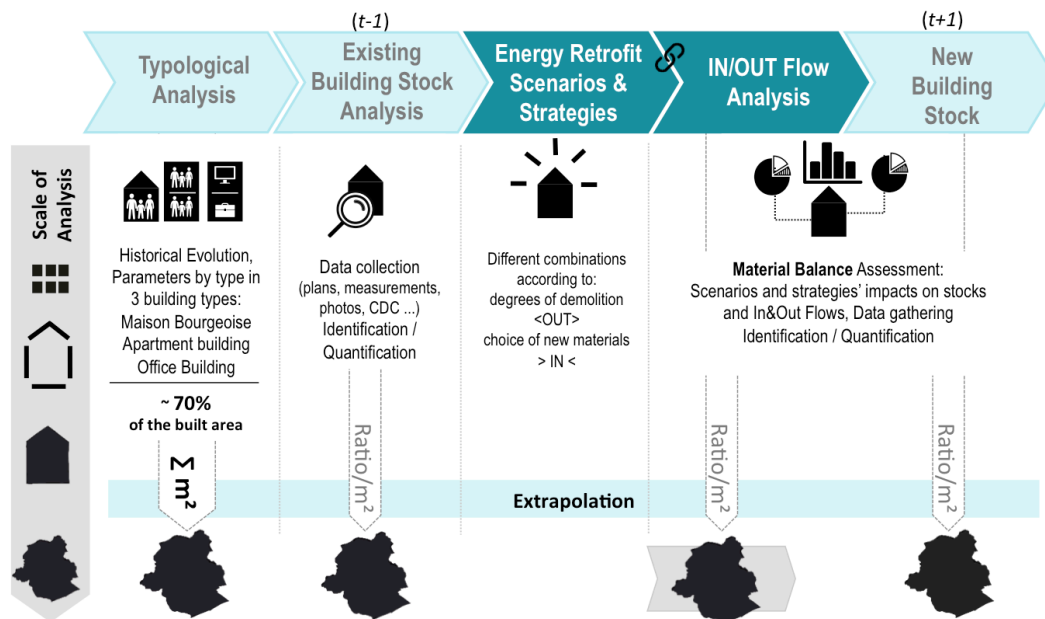 (t-1)
(t+1)
Typological
Analysis
Existing
Building Stock
Analysis
Energy Retrofit
Scenarios &
Strategies
IN/OUT Flow
Analysis
New
Building
Stock
Scale of
Analysis
Historical Evolution,
Parameters by type in
3 building types:
Maison Bourgeoise
Apartment building
Office Building
~ 70%
of the built area
Σ m²
Data collection
(plans, measurements,
photos, CDC ...)
Identification /
Quantification
Ratio/m²
Different combinations
according to:
degrees of demolition
<OUT>
choice of new materials
> IN <
Material Balance Assessment:
Scenarios and strategies' impacts on stocks
and In&Out Flows, Data gathering
Identification / Quantification
Ratio/m²
Ratio/m²
Extrapolation